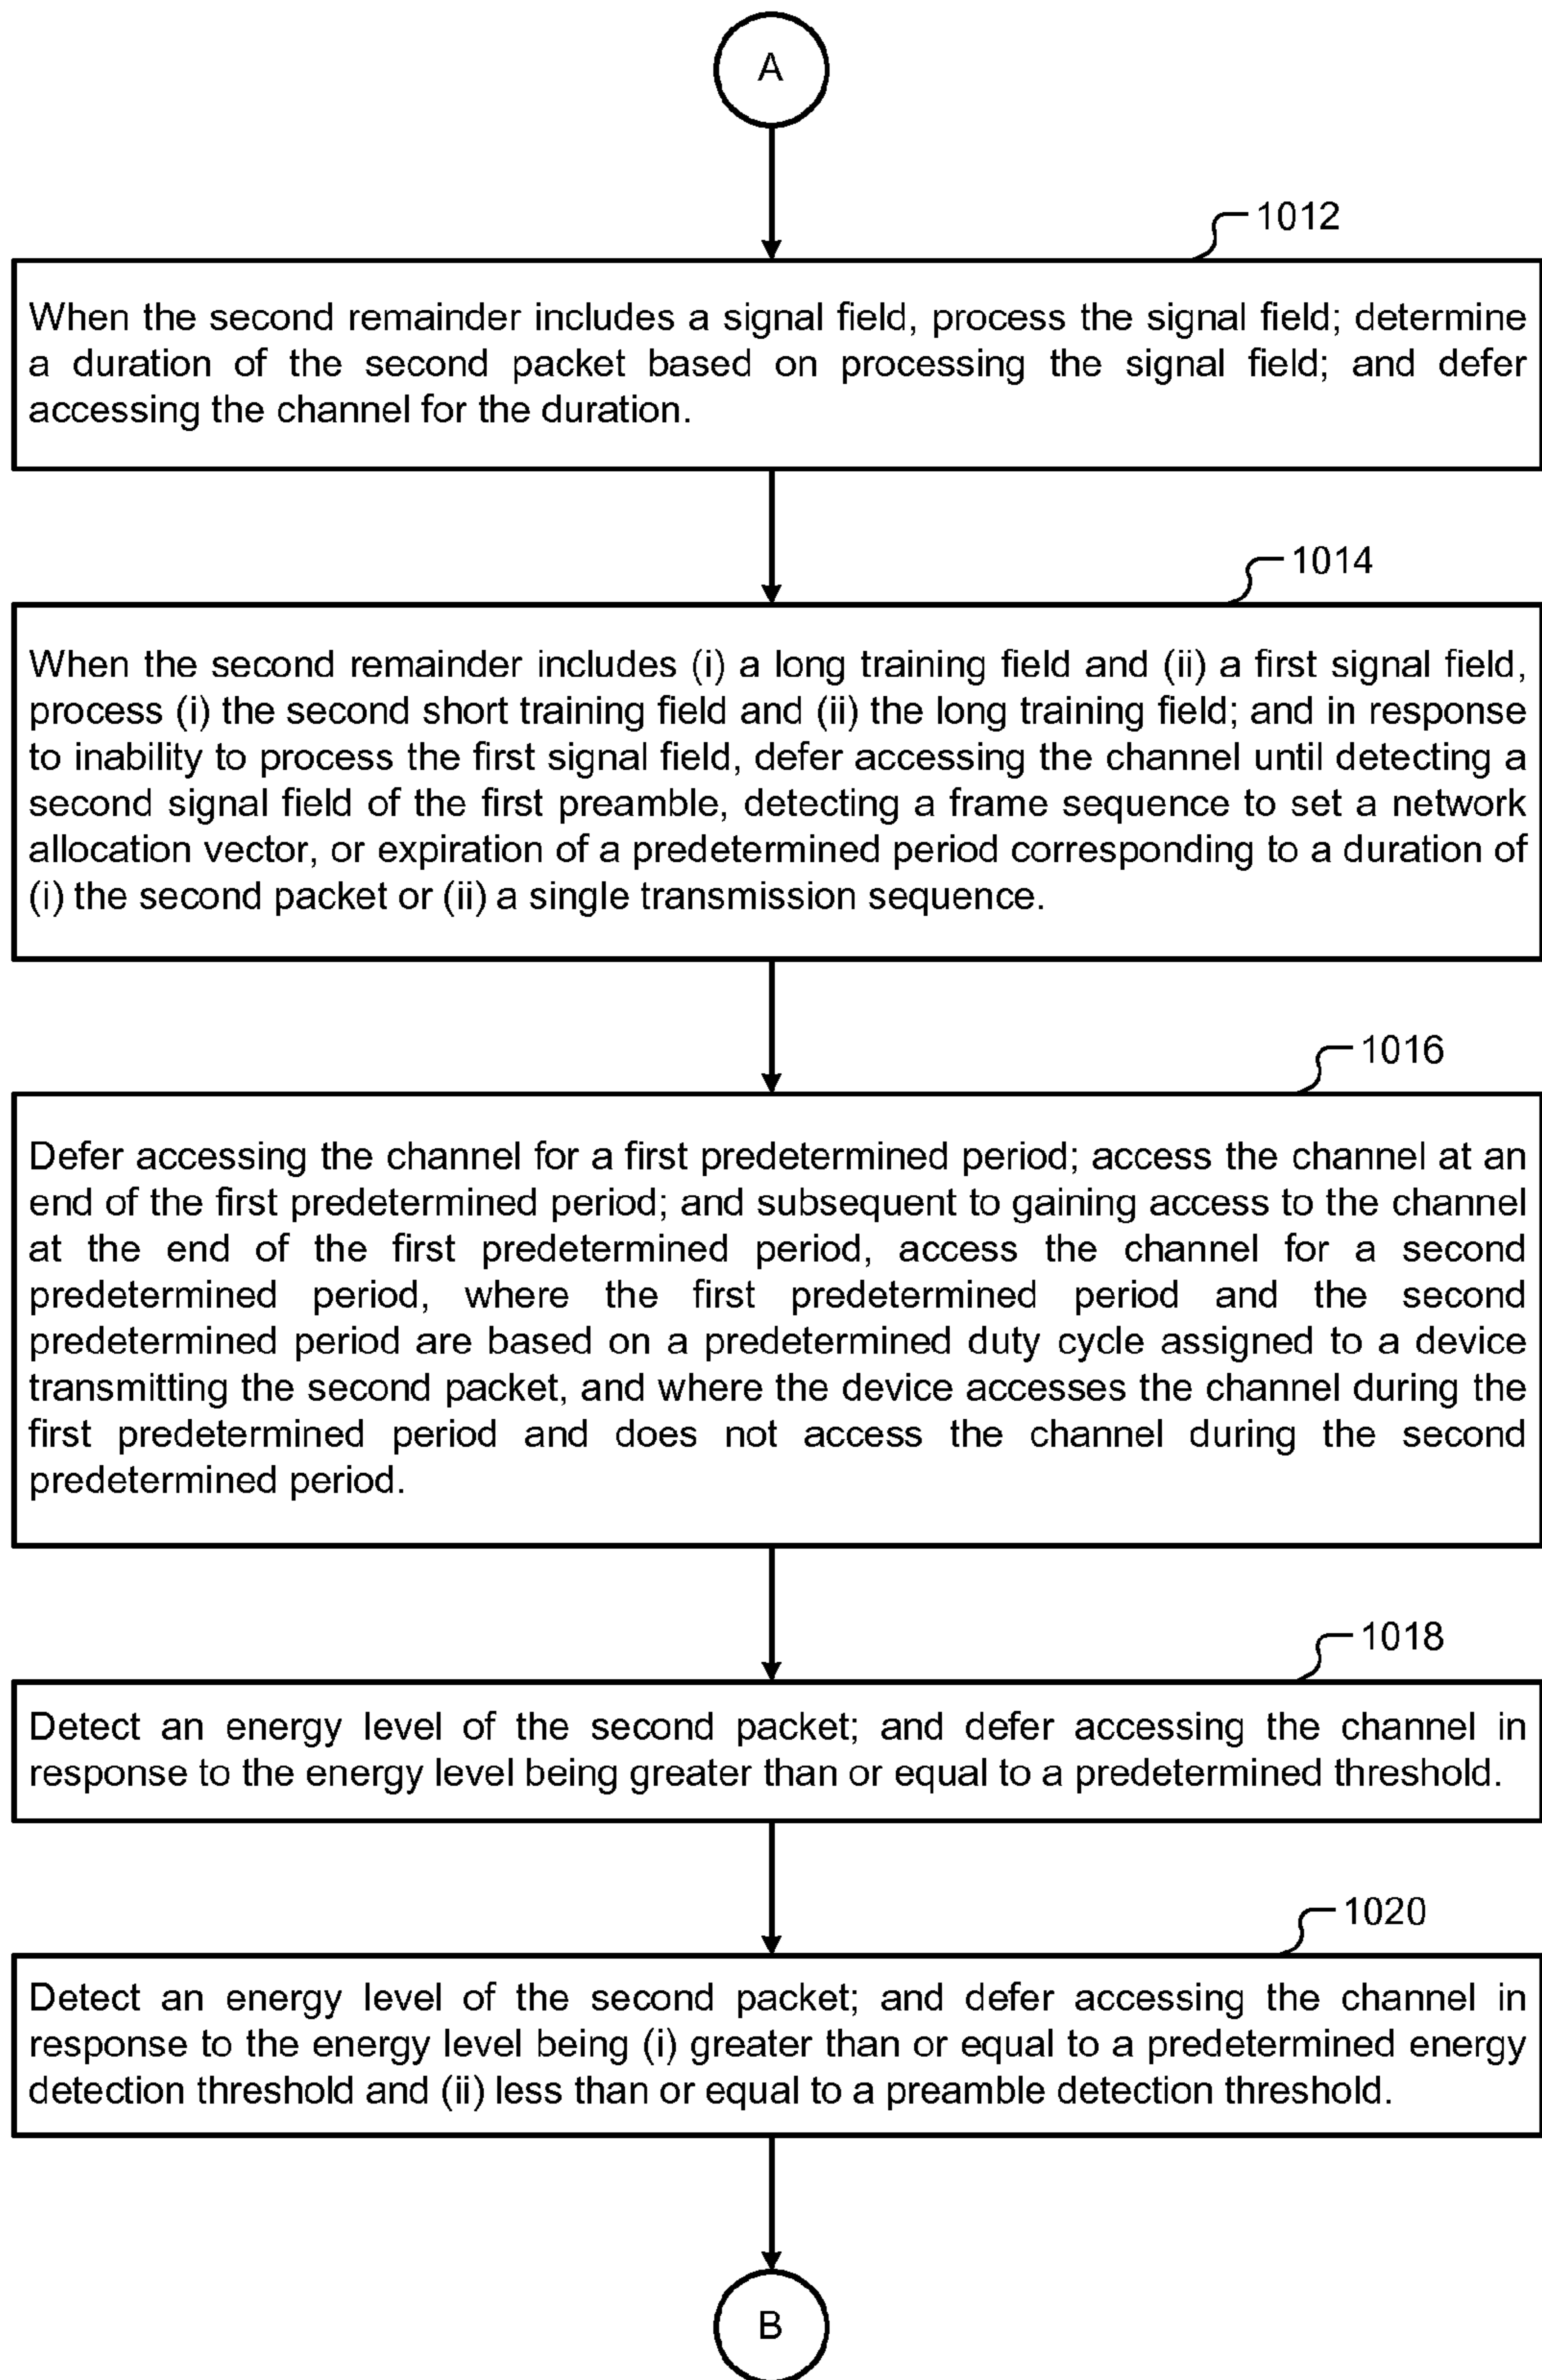 A
1012
When the second remainder includes a signal field, process the signal field; determine
a duration of the second packet based on processing the signal field; and defer
accessing the channel for the duration.
1014
When the second remainder includes (i) a long training field and (ii) a first signal field,
process (i) the second short training field and (ii) the long training field; and in response
to inability to process the first signal field, defer accessing the channel until detecting a
second signal field of the first preamble, detecting a frame sequence to set a network
allocation vector, or expiration of a predetermined period corresponding to a duration of
(i) the second packet or (ii) a single transmission sequence.
1016
Defer accessing the channel for a first predetermined period; access the channel at an
end of the first predetermined period; and subsequent to gaining access to the channel
at the end of the first predetermined period, access the channel for a second
predetermined period, where the first predetermined period and the second
predetermined period are based on a predetermined duty cycle assigned to a device
transmitting the second packet, and where the device accesses the channel during the
first predetermined period and does not access the channel during the second
predetermined period.
1018
Detect an energy level of the second packet; and defer accessing the channel in
response to the energy level being greater than or equal to a predetermined threshold.
1020
Detect an energy level of the second packet; and defer accessing the channel in
response to the energy level being (i) greater than or equal to a predetermined energy
detection threshold and (ii) less than or equal to a preamble detection threshold.
B